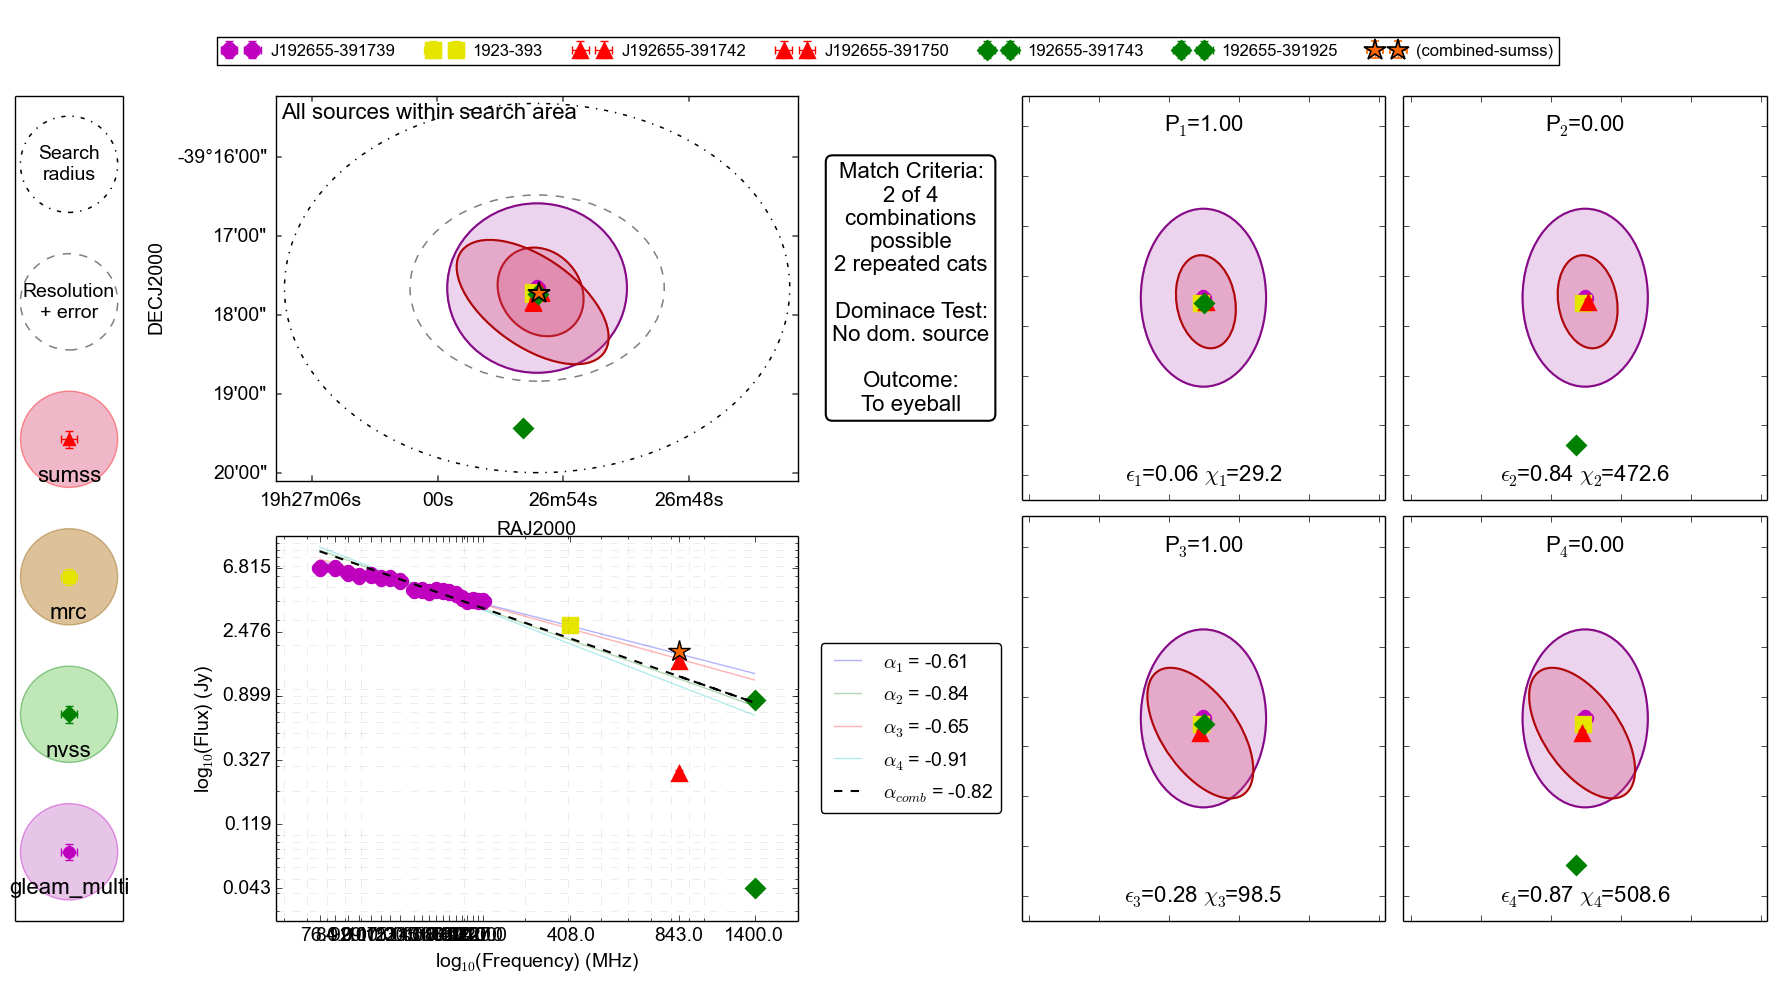 J192655-391739
1923-393
J192655-391742
J192655-391750
192655-391743
192655-391925
(combined-sumss)
Search
radius
Resolution
+ error
sumss
mrc
nvss
gleam_multi
All sources within search area
DECJ2000
-39°16'00"
17'00"
18'00"
19'00"
20'00"
19h27m06s
00s
26m54s
26m48s
RAJ2000
Match Criteria:
2 of 4
combinations
possible
2 repeated cats
Dominace Test:
No dom. source
Outcome:
To eyeball
P1=1.00
ϵ1=0.06 χ1=29.2
P2=0.00
ϵ2=0.84 χ2=472.6
log10(Flux) (Jy)
6.815
2.476
0.899
0.327
0.119
0.043
408.0
843.0
1400.0
log10(Frequency) (MHz)
α1 = -0.61
α2 = -0.84
α3 = -0.65
α4 = -0.91
αcomb = -0.82
P3=1.00
ϵ3=0.28 χ3=98.5
P4=0.00
ϵ4=0.87 χ4=508.6